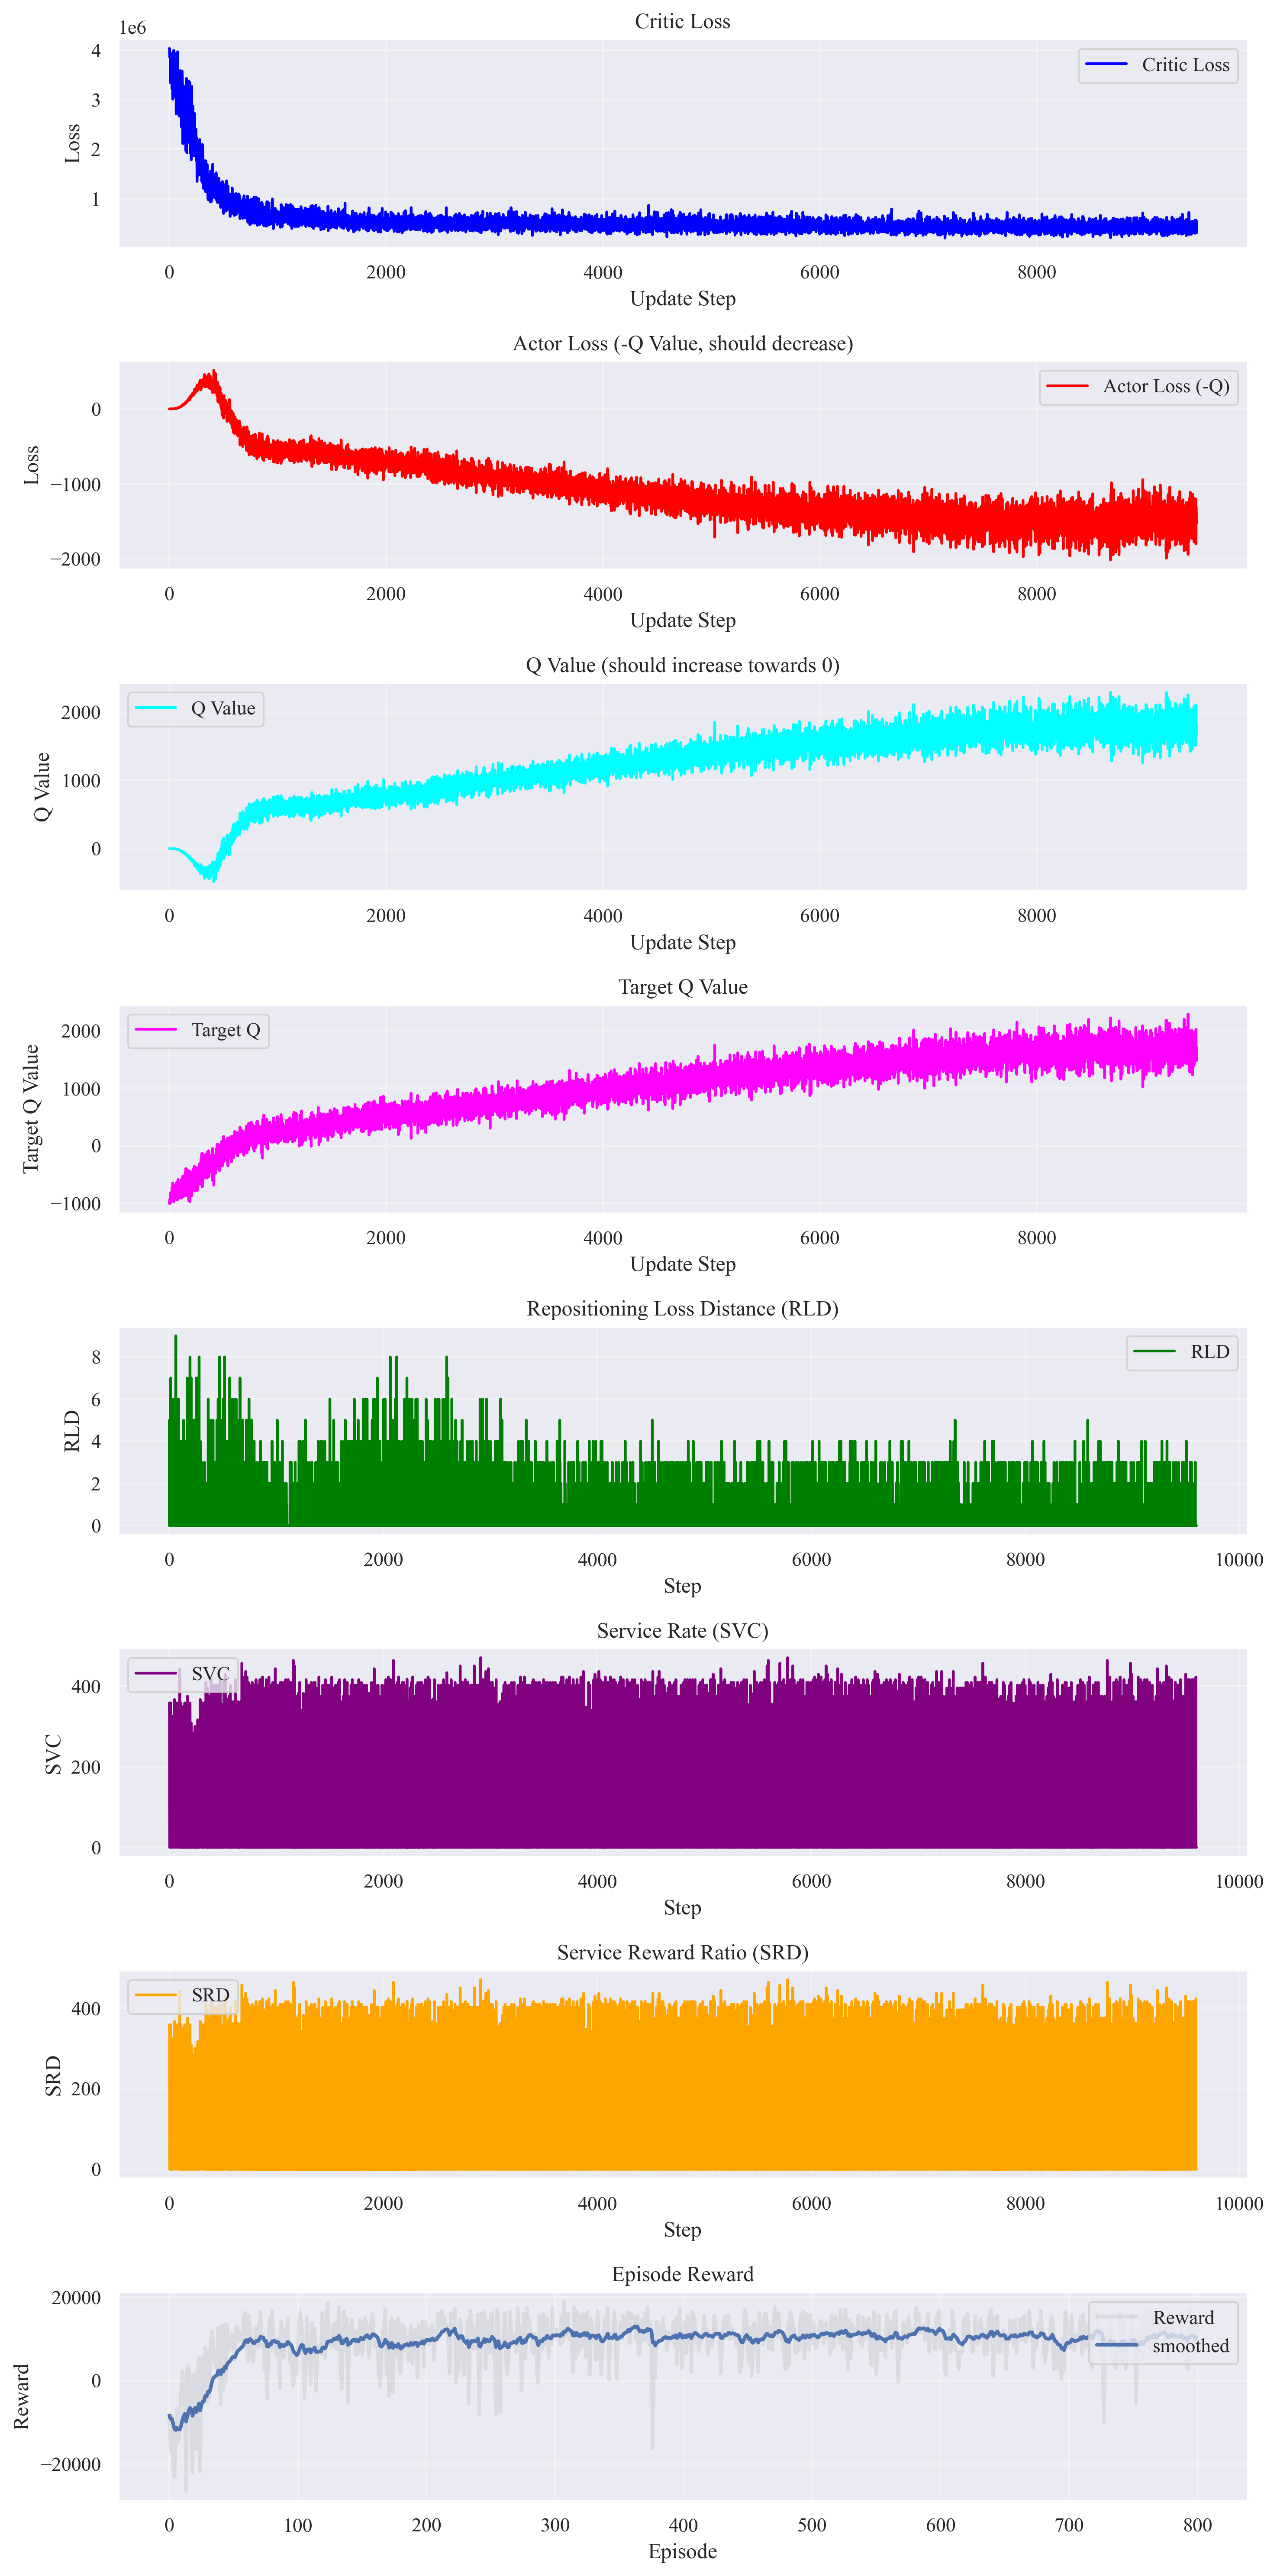 Critic Loss
1e6
4
3
2
1
Loss
Critic Loss
0 2000 4000 6000 8000
Update Step
Actor Loss (-Q Value, should decrease)
0
−1000
−2000
Loss
Actor Loss (-Q)
0 2000 4000 6000 8000
Update Step
Q Value (should increase towards 0)
2000
1000
0
Q Value
Q Value
0 2000 4000 6000 8000
Update Step
Target Q Value
2000
1000
0
−1000
Target Q Value
Target Q
0 2000 4000 6000 8000
Update Step
Repositioning Loss Distance (RLD)
8
6
4
2
0
RLD
RLD
0 2000 4000 6000 8000 10000
Step
Service Rate (SVC)
400
200
0
SVC
SVC
0 2000 4000 6000 8000 10000
Step
Service Reward Ratio (SRD)
400
200
0
SRD
SRD
0 2000 4000 6000 8000 10000
Step
Episode Reward
20000
0
−20000
Reward
Reward
smoothed
0 100 200 300 400 500 600 700 800
Episode